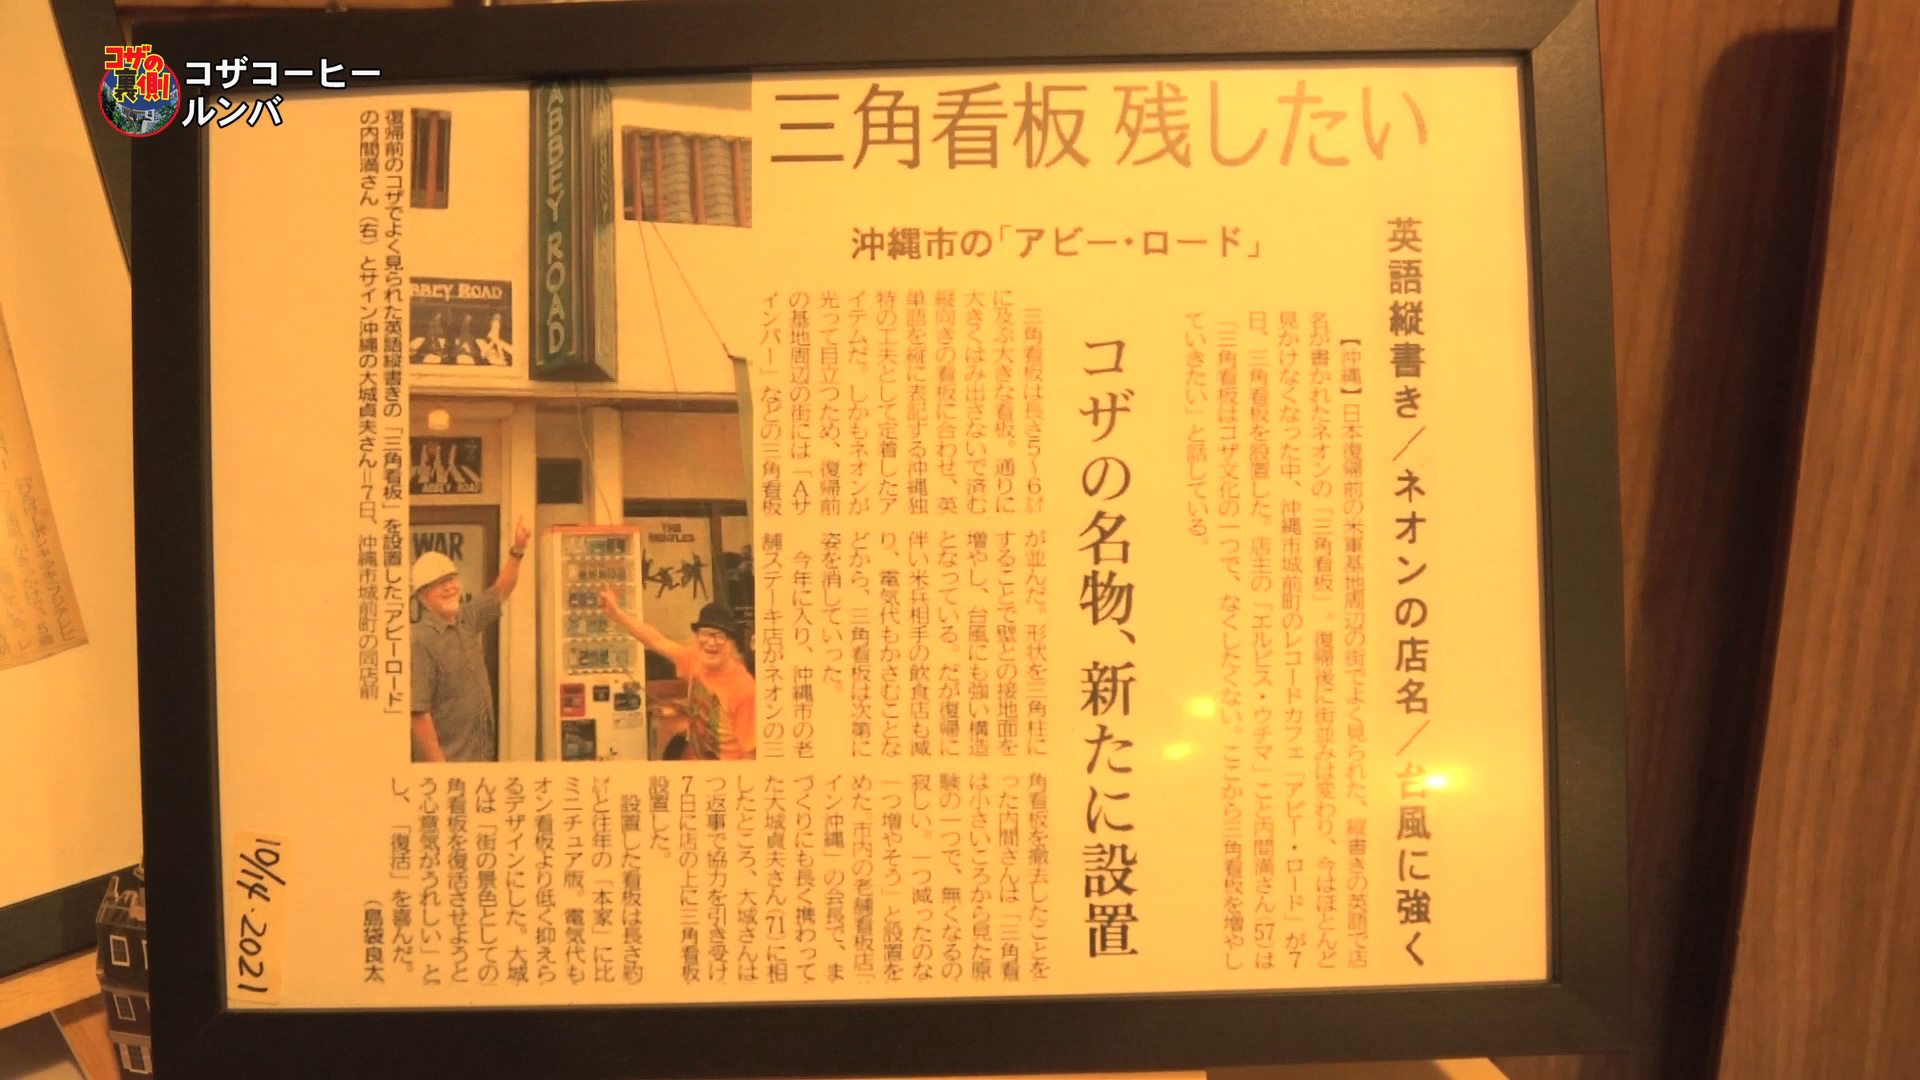 コザの
裏側
コザコーヒー
ルンバ
三角看板 残したい
沖縄市の「アビー・ロード」
英語縦書き/ネオンの店名/台風に強く
コザの名物、新たに設置
【沖縄】日本復帰前の米軍基地周辺の街でよく見られた、縦書きの英語で店
名が書かれたネオンの「三角看板」。復帰後に街並みは変わり、今はほとんど
見かけなくなった中、沖縄市城前町のレコードカフェ「アビー・ロード」が7
日、三角看板を設置した。店主の「エルビス・ウチマ」こと内間満さん(57)は
「三角看板はコザ文化の一つで、なくしたくない。ここから三角看板を増やし
ていきたい」と話している。
三角看板は長さ5〜6㍍
に及ぶ大きな看板。通りに
大きくはみ出さないで済む
縦向きの看板に合わせ、英
単語を縦に表記する沖縄独
特の工夫として定着したア
イテムだ。しかもネオンが
光って目立つため、復帰前
の基地周辺の街には「Aサ
インバー」などの三角看板
が並んだ。形状を三角柱に
することで壁との接地面を
増やし、台風にも強い構造
となっている。だが復帰に
伴い米兵相手の飲食店も減
り、電気代もかさむことな
どから、三角看板は次第に
姿を消していった。
今年に入り、沖縄市の老
舗ステーキ店がネオンの三
角看板を撤去したことを
った内間さんは「三角看
は小さいころから見た原
験の一つで、無くなるの
寂しい。一つ減ったのな
一つ増やそう」と設置を
めた。市内の老舗看板店
イン沖縄」の会長で、ま
づくりにも長く携わって
た大城貞夫さん(71)に相
したところ、大城さんは
つ返事で協力を引き受け
7日に店の上に三角看板
設置した。
設置した看板は長さ約
㍍と往年の「本家」に比
ミニチュア版。電気代も
オン看板より低く抑えら
るデザインにした。大城
んは「街の景色としての
角看板を復活させようと
う心意気がうれしい」と
し、「復活」を喜んだ。
(島袋良太
復帰前のコザでよく見られた英語縦書きの「三角看板」を設置した「アビーロード」
の内間満さん(右)とサイン沖縄の大城貞夫さん=7日、沖縄市城前町の同店前
ABBEY ROAD
BBEY ROAD
ABBEY ROAD
WAR
THE BEATLES
10/14.2021